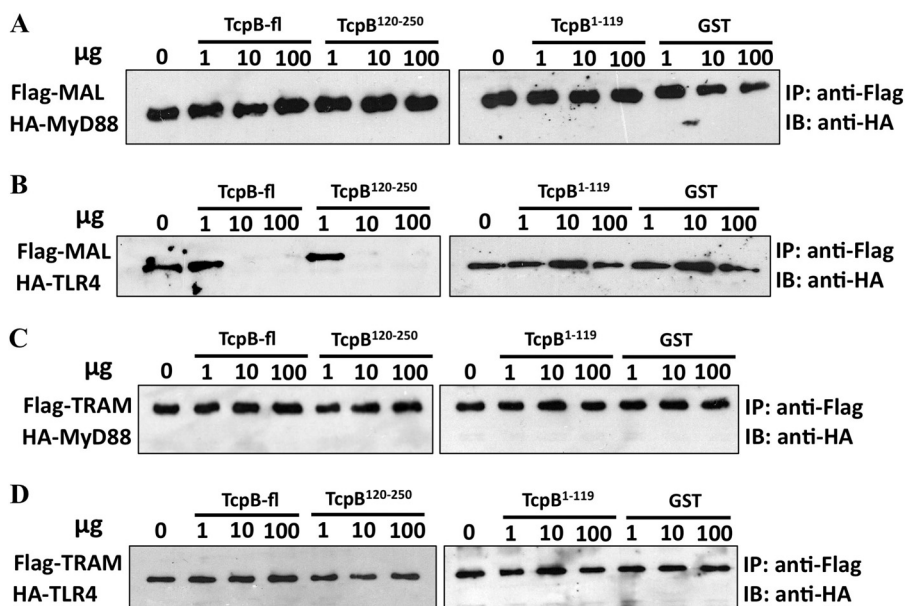 A
TcpB-fl TcpB120-250 TcpB1-119 GST
µg 0 1 10 100 1 10 100 0 1 10 100 1 10 100
Flag-MAL IP: anti-Flag
HA-MyD88 IB: anti-HA
B
TcpB-fl TcpB120-250 TcpB1-119 GST
µg 0 1 10 100 1 10 100 0 1 10 100 1 10 100
Flag-MAL IP: anti-Flag
HA-TLR4 IB: anti-HA
C
TcpB-fl TcpB120-250 TcpB1-119 GST
µg 0 1 10 100 1 10 100 0 1 10 100 1 10 100
Flag-TRAM IP: anti-Flag
HA-MyD88 IB: anti-HA
D
TcpB-fl TcpB120-250 TcpB1-119 GST
µg 0 1 10 100 1 10 100 0 1 10 100 1 10 100
Flag-TRAM IP: anti-Flag
HA-TLR4 IB: anti-HA